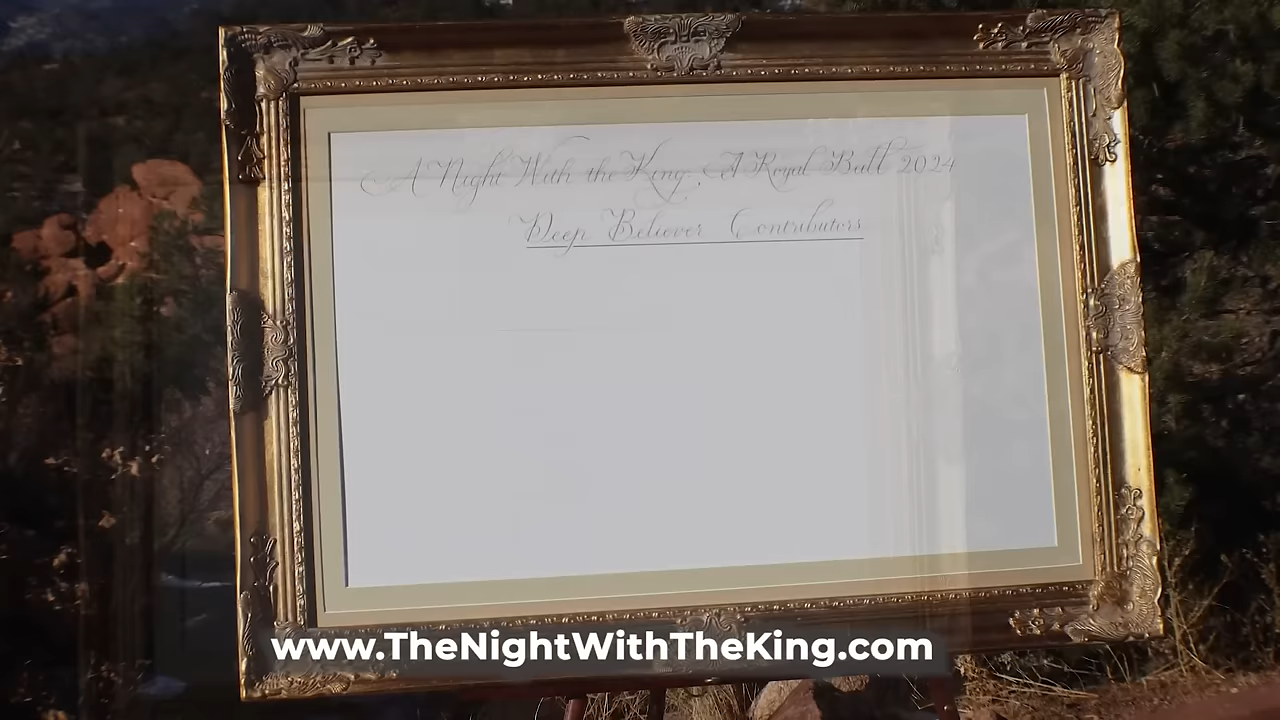 A Night With the King, A Royal Ball 2024
Deep Believer Contributors
www.TheNightWithTheKing.com